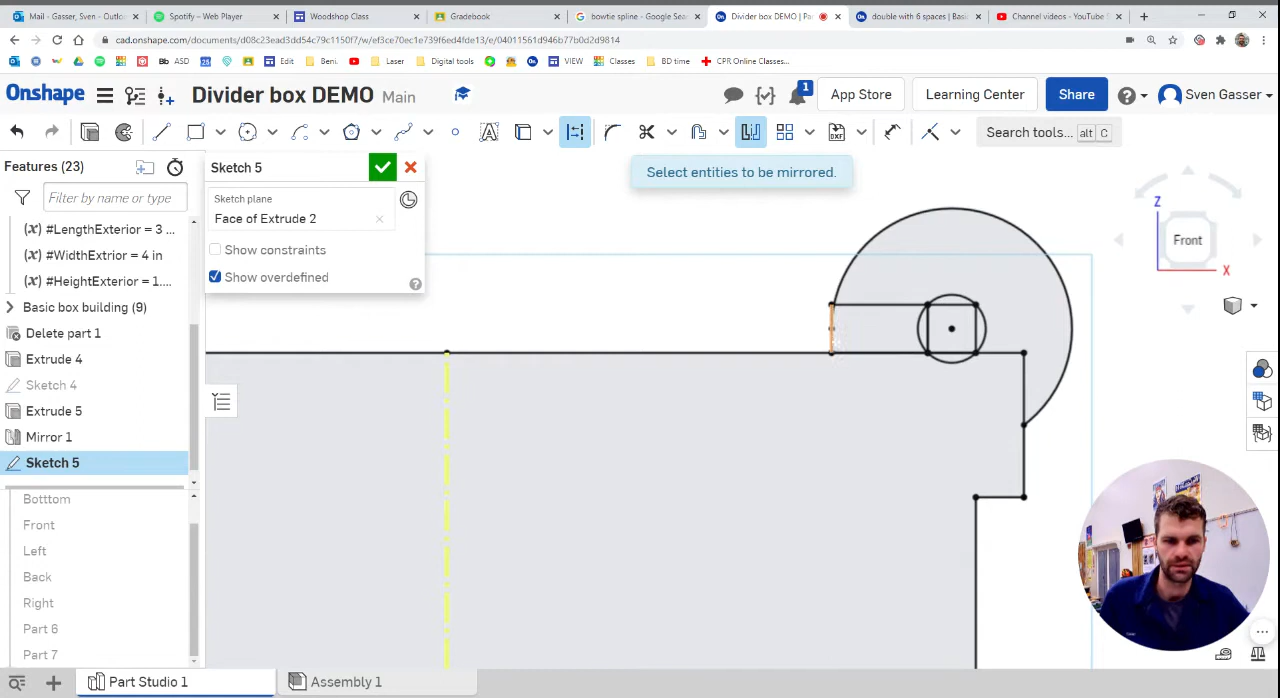 Mail - Gasser, Sven - Outlo
Spotify – Web Player
Woodshop Class
Gradebook
bowtie spline - Google Sea
Divider box DEMO | Pa
double with 6 spaces | Basi
Channel videos - YouTube S
cad.onshape.com/documents/d08c23ead3dd54c79c1150f7/w/ef3ce70ec1e739f6ed4fde13/e/04011561d946b77b0d2d9814
Bb ASD
Edit
Beni.
Laser
Digital tools
VIEW
Classes
BD time
CPR Online Classes...
Onshape
Divider box DEMO Main
1
App Store
Learning Center
Share
Sven Gasser
Search tools... alt C
Features (23)
Filter by name or type
(x) #LengthExterior = 3 ...
(x) #WidthExtrior = 4 in
(x) #HeightExterior = 1....
Basic box building (9)
Delete part 1
Extrude 4
Sketch 4
Extrude 5
Mirror 1
Sketch 5
Botttom
Front
Left
Back
Right
Part 6
Part 7
Sketch 5
Sketch plane
Face of Extrude 2
Show constraints
Show overdefined
Select entities to be mirrored.
Z
Front
X
Part Studio 1
Assembly 1